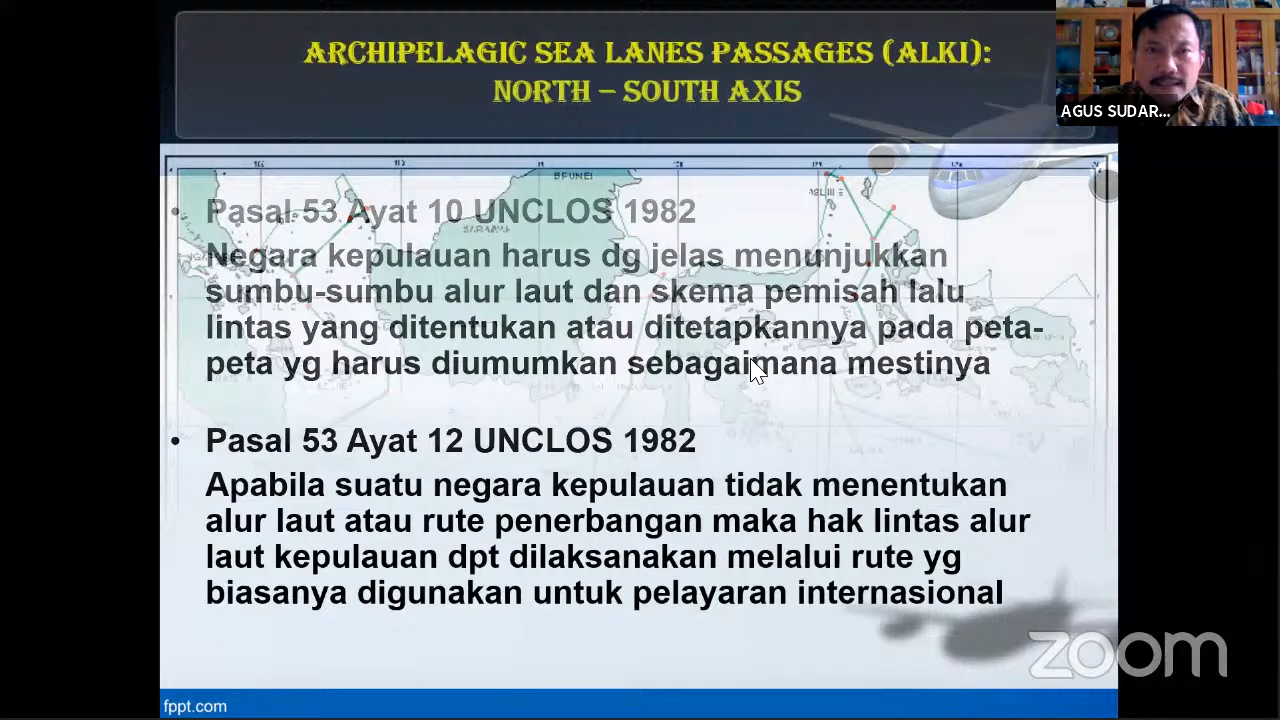 ARCHIPELAGIC SEA LANES PASSAGES (ALKI):
NORTH – SOUTH AXIS
AGUS SUDAR...
BRUNEI
SARAWAK
• Pasal 53 Ayat 10 UNCLOS 1982
Negara kepulauan harus dg jelas menunjukkan
sumbu-sumbu alur laut dan skema pemisah lalu
lintas yang ditentukan atau ditetapkannya pada peta-
peta yg harus diumumkan sebagaimana mestinya
• Pasal 53 Ayat 12 UNCLOS 1982
Apabila suatu negara kepulauan tidak menentukan
alur laut atau rute penerbangan maka hak lintas alur
laut kepulauan dpt dilaksanakan melalui rute yg
biasanya digunakan untuk pelayaran internasional
zoom
fppt.com